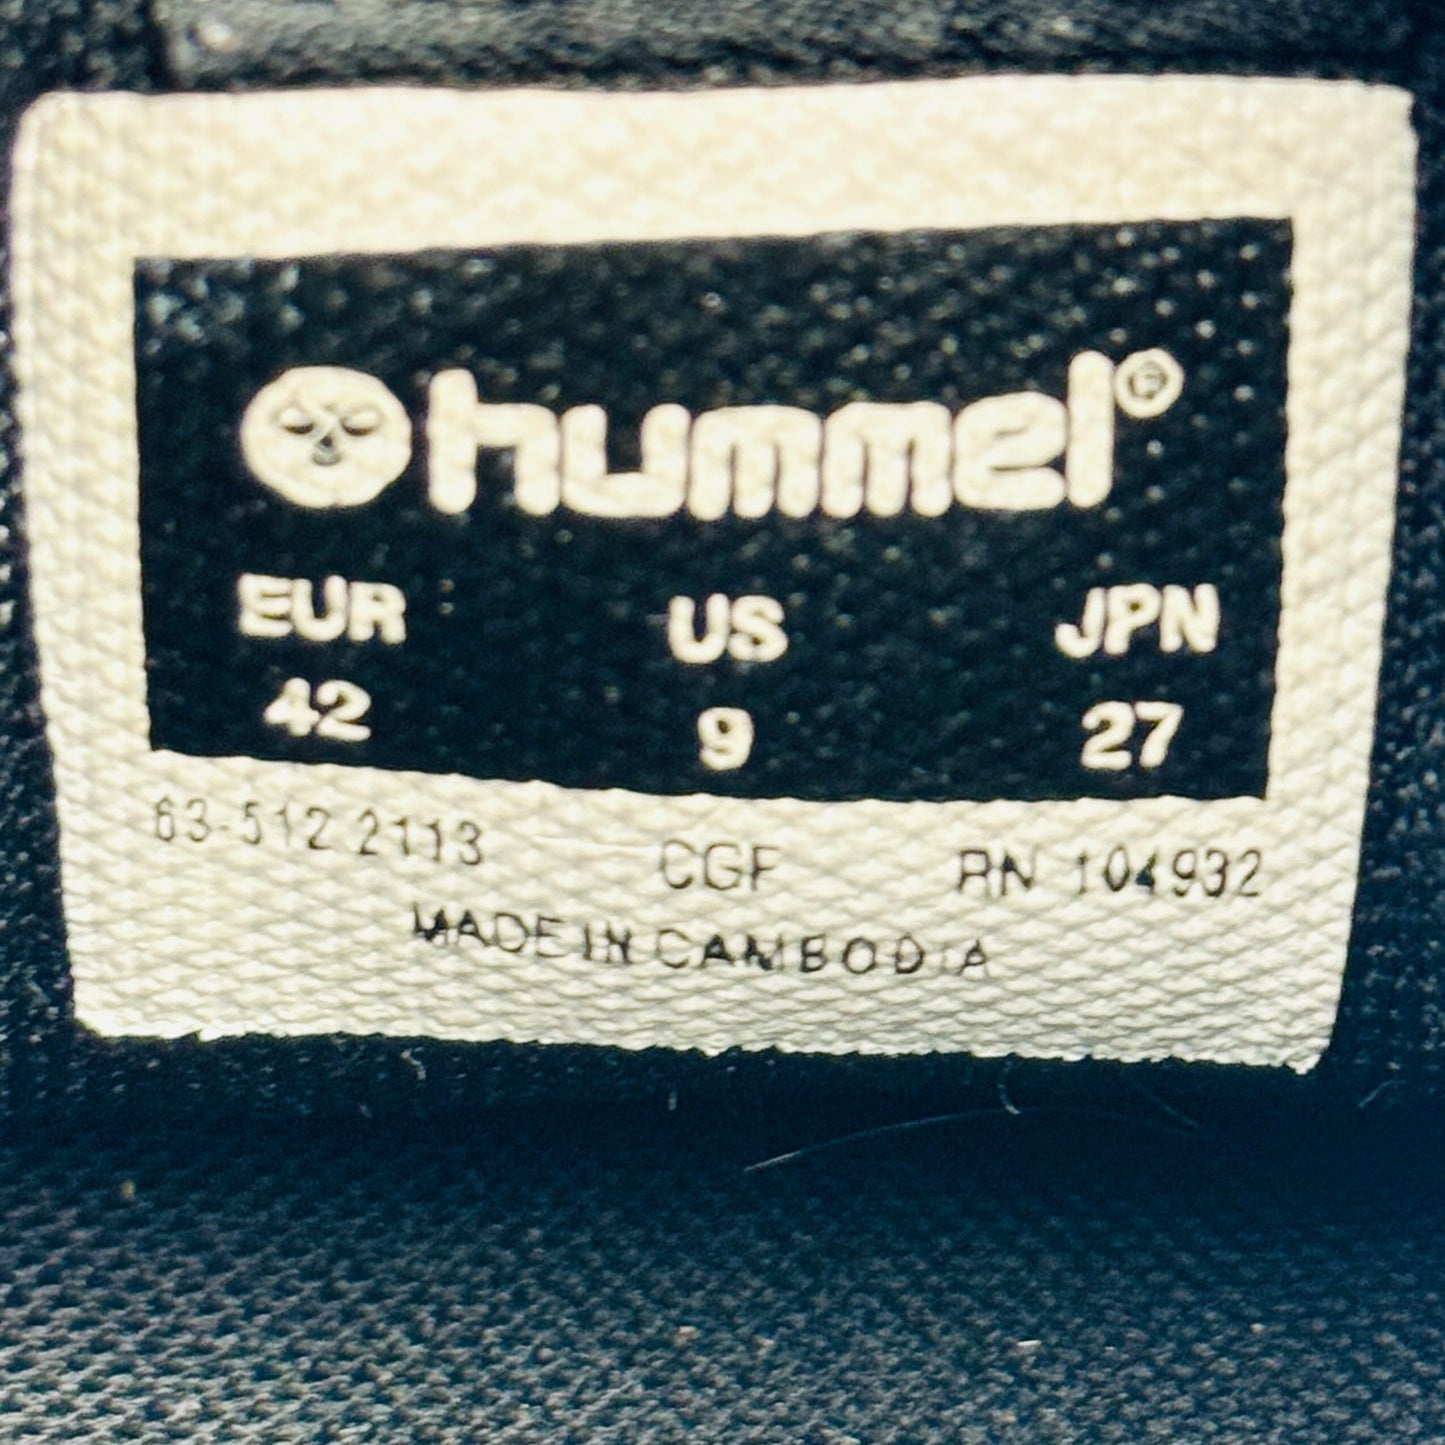 hummel®
EUR US JPN
42 9 27
63-512 2113 CGF RN 104932
MADE IN CAMBODIA